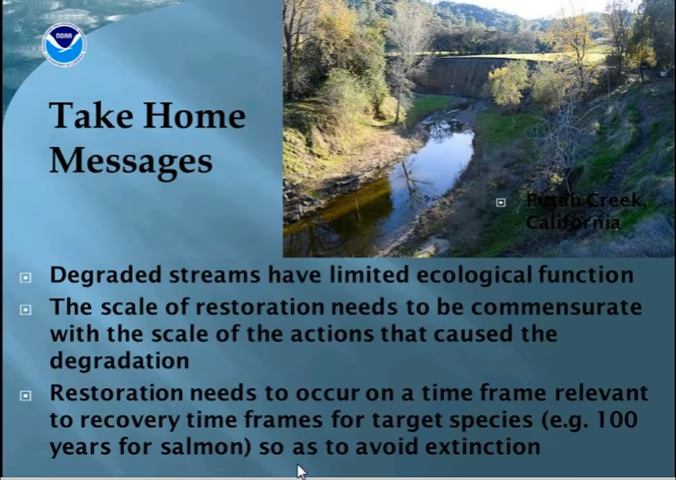 NOAA
Take Home
Messages
Putah Creek,
California
Degraded streams have limited ecological function
The scale of restoration needs to be commensurate
with the scale of the actions that caused the
degradation
Restoration needs to occur on a time frame relevant
to recovery time frames for target species (e.g. 100
years for salmon) so as to avoid extinction